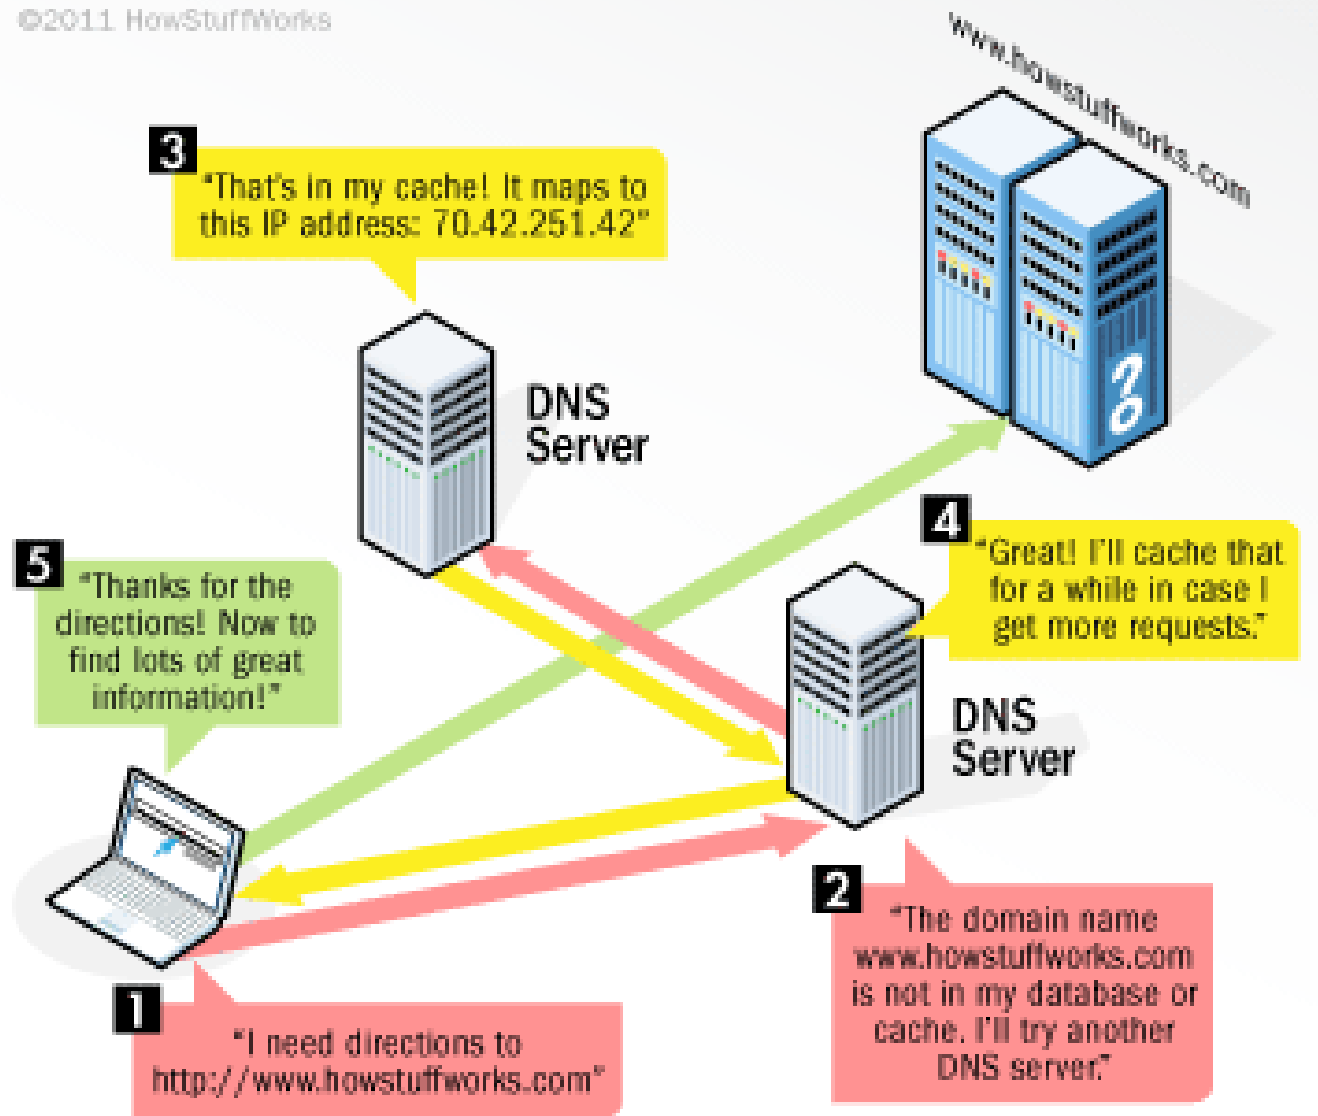 ©2011 HowStuffWorks
www.howstuffworks.com
3
"That's in my cache! It maps to
this IP address: 70.42.251.42"
DNS
Server
4
"Great! I'll cache that
for a while in case I
get more requests."
5
"Thanks for the
directions! Now to
find lots of great
information!"
DNS
Server
2
"The domain name
www.howstuffworks.com
is not in my database or
cache. I'll try another
DNS server."
1
"I need directions to
http://www.howstuffworks.com"